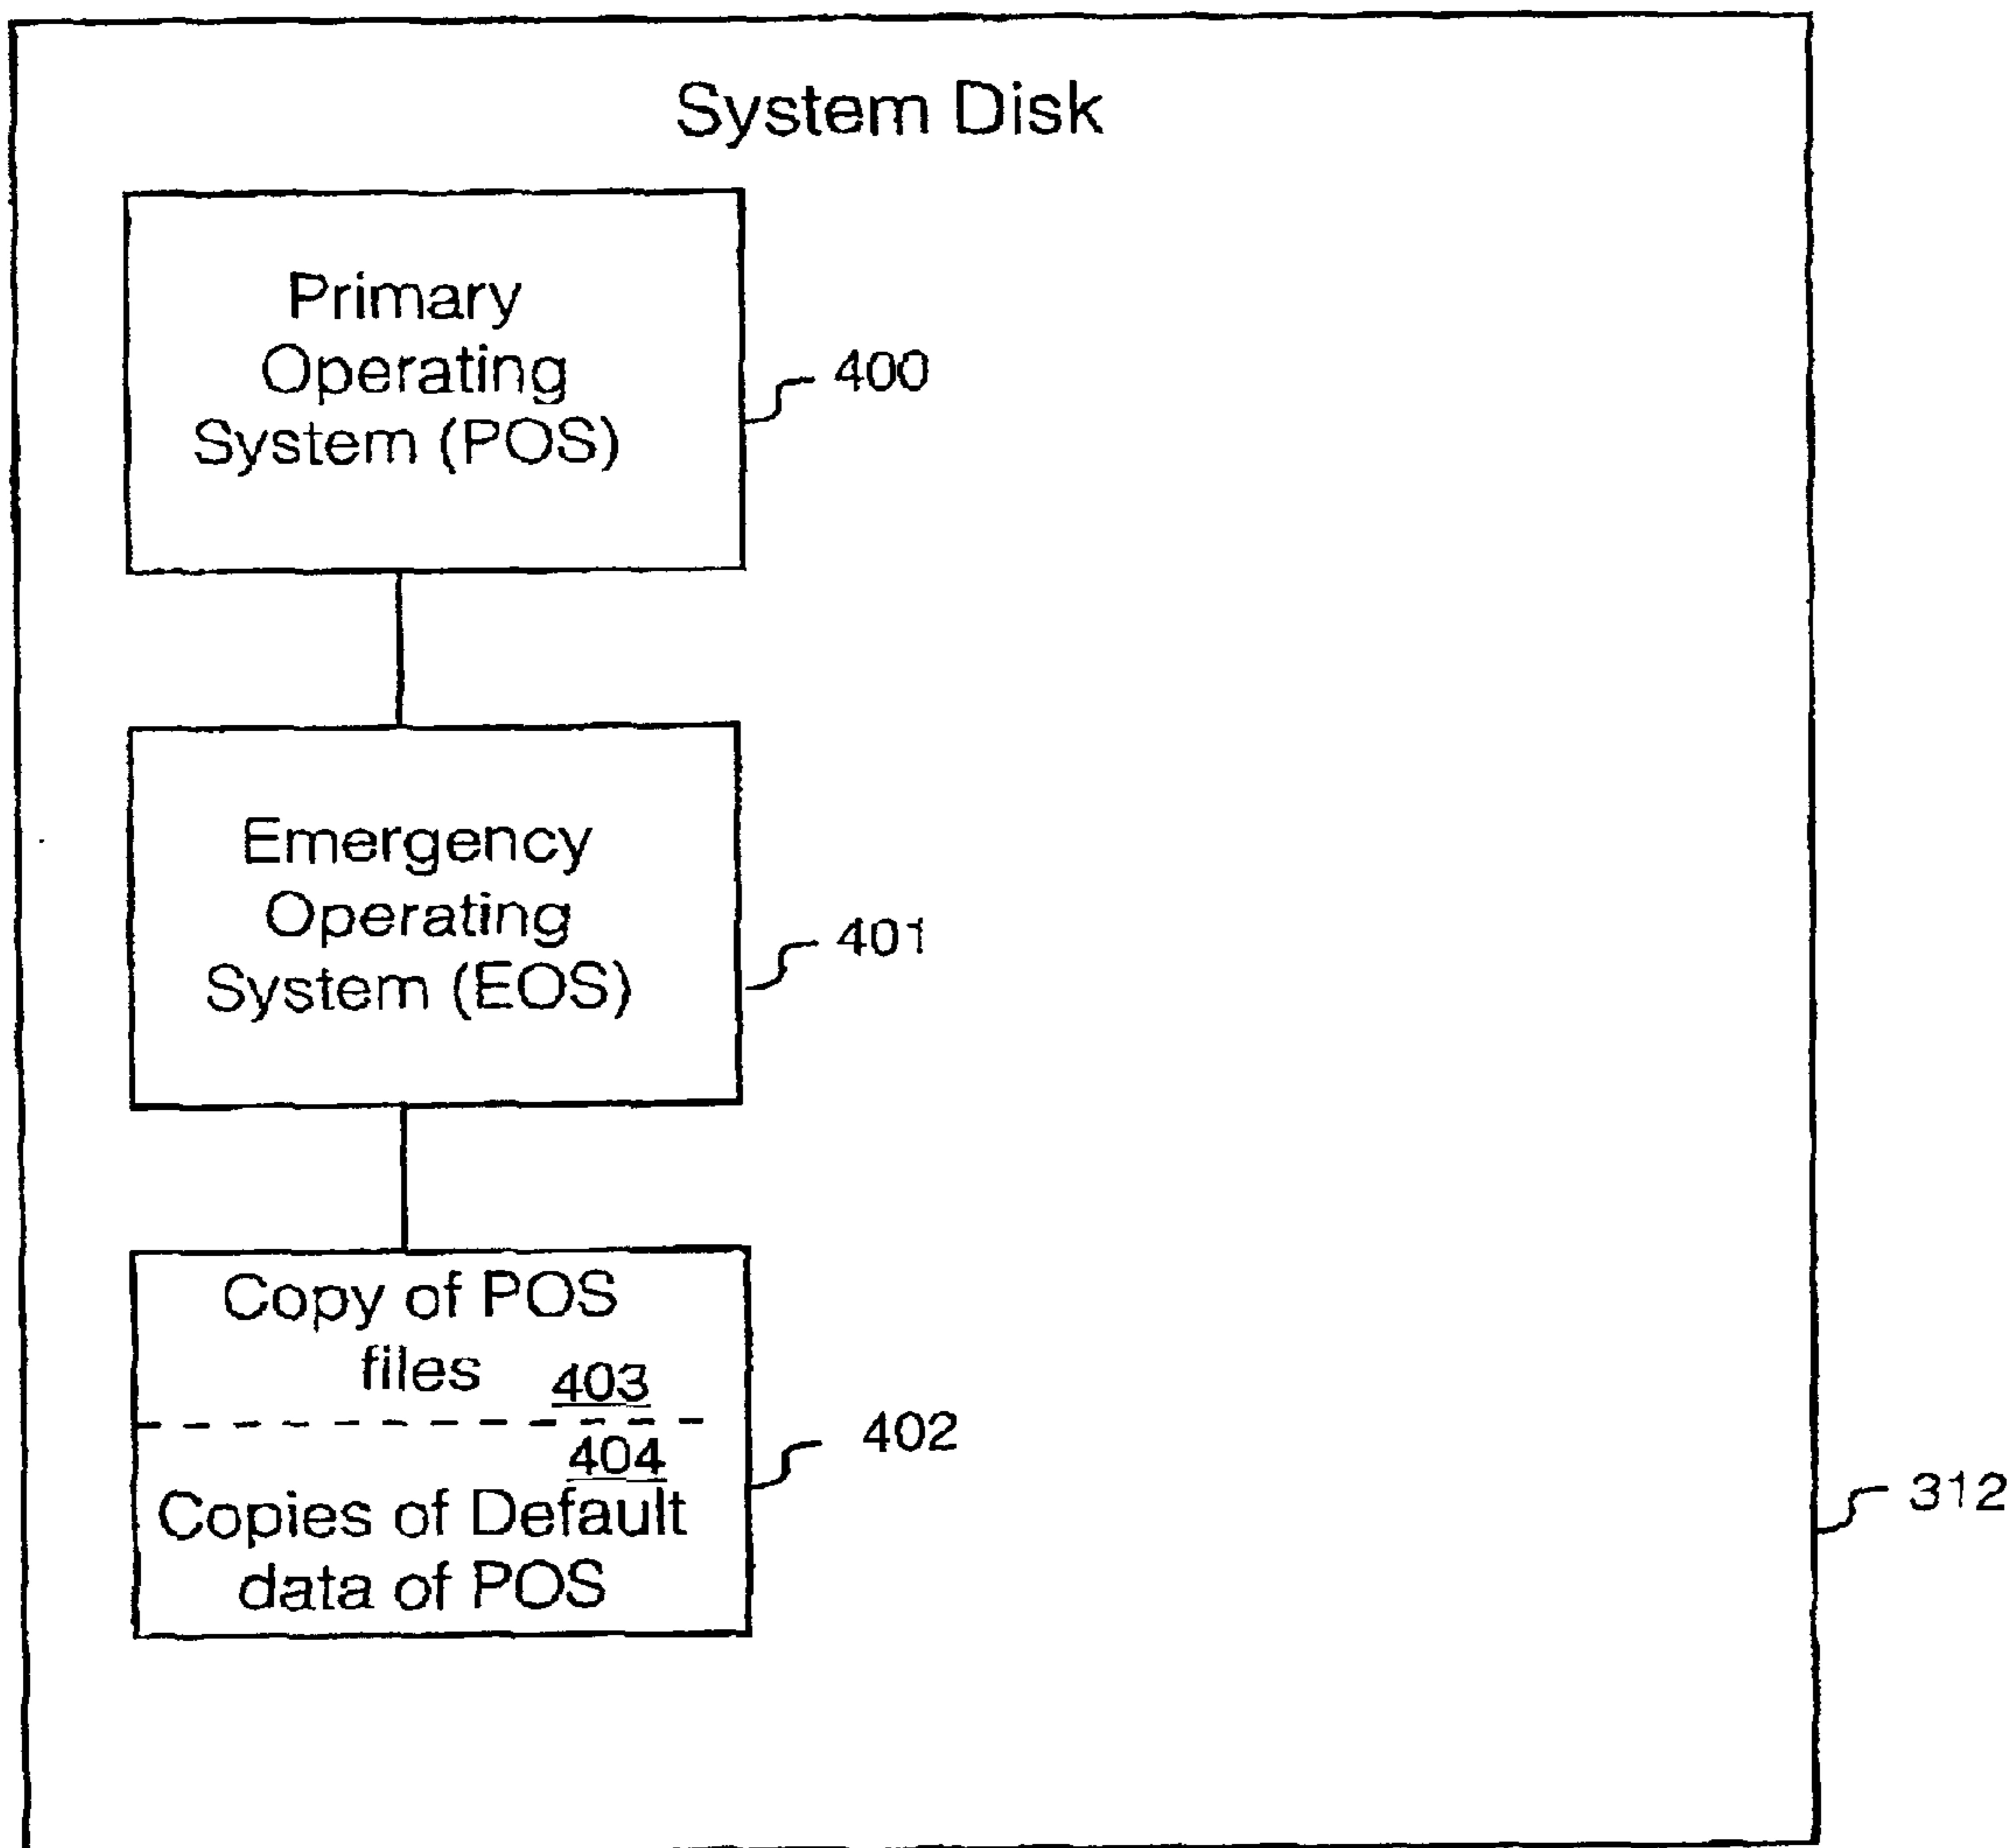 System Disk
Primary
Operating
System (POS)
400
Emergency
Operating
System (EOS)
401
Copy of POS
files 403
404
Copies of Default
data of POS
402
312